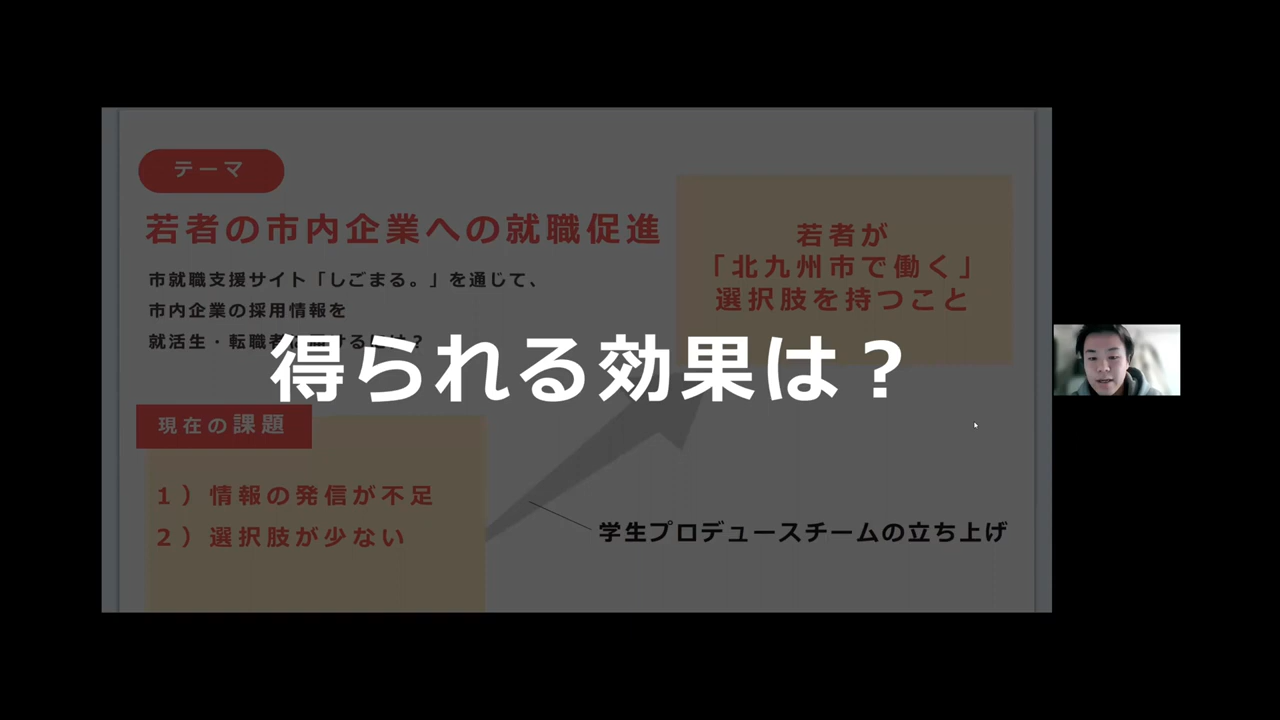 テーマ
若者の市内企業への就職促進
市就職支援サイト「しごまる。」を通じて、
市内企業の採用情報を
就活生・転職者
得られる効果は？
若者が
「北九州市で働く」
選択肢を持つこと
現在の課題
1）情報の発信が不足
2）選択肢が少ない
学生プロデュースチームの立ち上げ